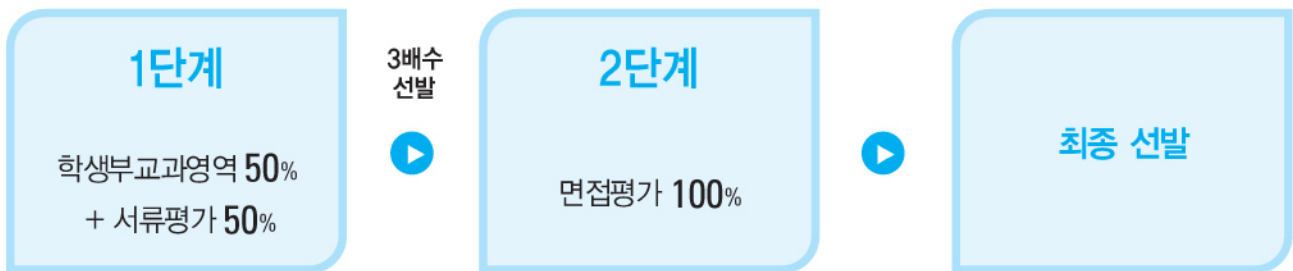 1단계
학생부교과영역 50%
+ 서류평가 50%
3배수
선발
2단계
면접평가 100%
최종 선발